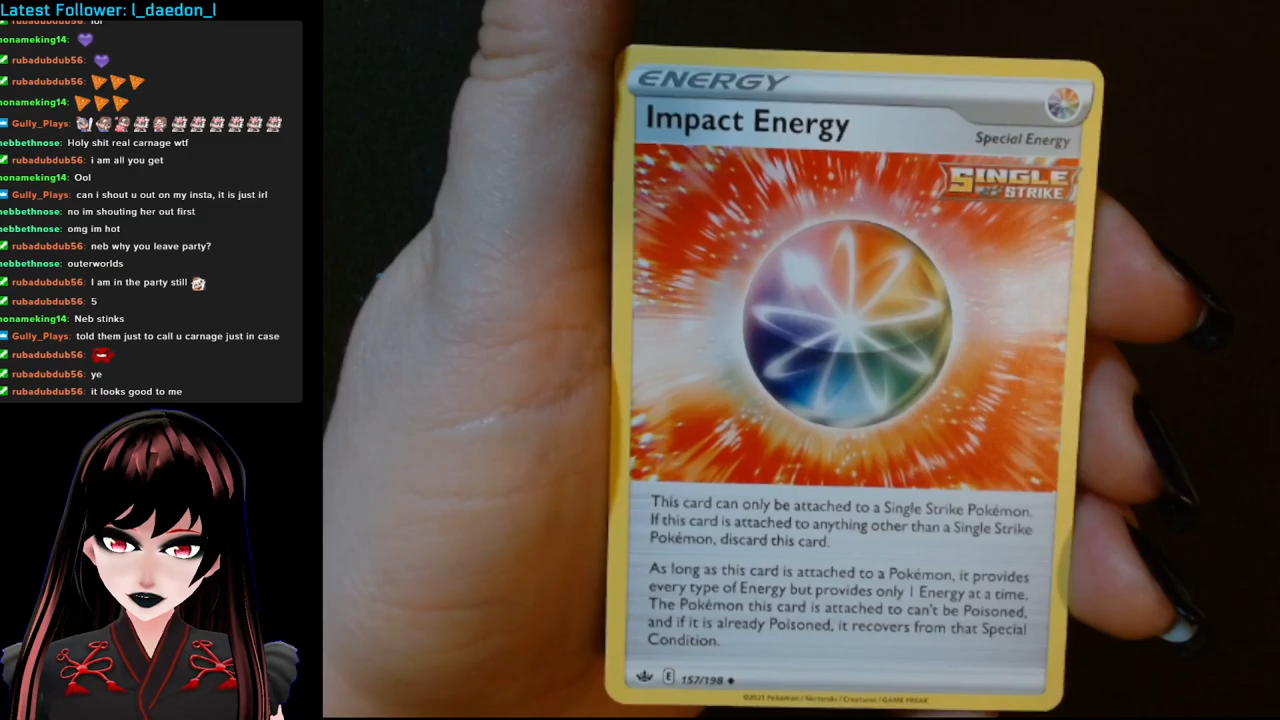 Latest Follower: l_daedon_l
rubadubdub56: lol
nonameking14:
rubadubdub56:
rubadubdub56:
nonameking14:
Gully_Plays:
nebbethnose: Holy shit real carnage wtf
rubadubdub56: i am all you get
nonameking14: Ool
Gully_Plays: can i shout u out on my insta, it is just irl
nebbethnose: no im shouting her out first
nebbethnose: omg im hot
rubadubdub56: neb why you leave party?
nebbethnose: outerworlds
rubadubdub56: I am in the party still
rubadubdub56: 5
nonameking14: Neb stinks
Gully_Plays: told them just to call u carnage just in case
rubadubdub56:
rubadubdub56: ye
rubadubdub56: it looks good to me
ENERGY
Impact Energy
Special Energy
SINGLE
STRIKE
This card can only be attached to a Single Strike Pokémon.
If this card is attached to anything other than a Single Strike
Pokémon, discard this card.
As long as this card is attached to a Pokémon, it provides
every type of Energy but provides only 1 Energy at a time.
The Pokémon this card is attached to can't be Poisoned,
and if it is already Poisoned, it recovers from that Special
Condition.
E 157/198
©2021 Pokémon / Nintendo / Creatures / GAME FREAK